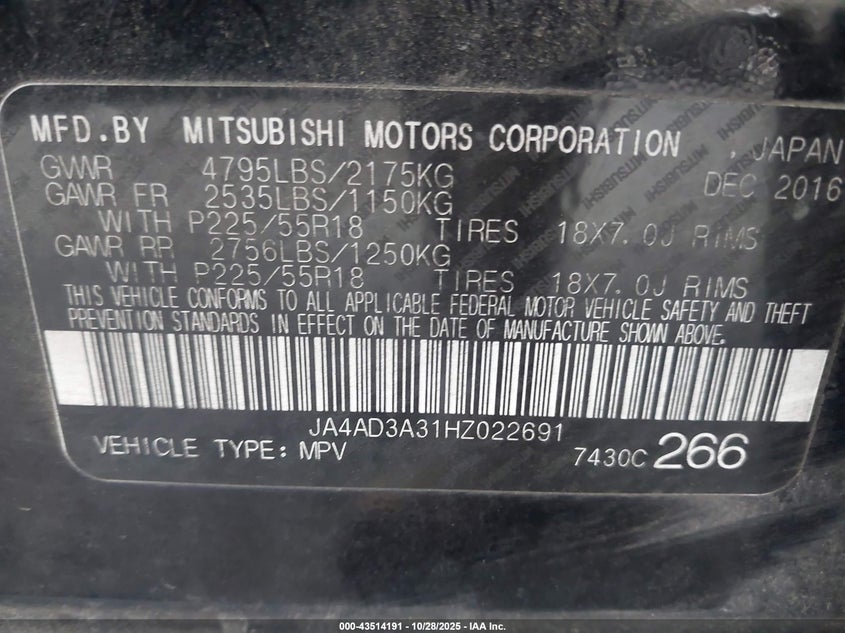 MFD.BY MITSUBISHI MOTORS CORPORATION , JAPAN
GVWR 4795LBS/2175KG DEC 2016
GAWR FR 2535LBS/1150KG
WITH P225/55R18 TIRES 18X7.0J RIMS
GAWR RR 2756LBS/1250KG
WITH P225/55R18 TIRES 18X7.0J RIMS
THIS VEHICLE CONFORMS TO ALL APPLICABLE FEDERAL MOTOR VEHICLE SAFETY AND THEFT
PREVENTION STANDARDS IN EFFECT ON THE DATE OF MANUFACTURE SHOWN ABOVE.
JA4AD3A31HZ022691
VEHICLE TYPE: MPV 7430C 266
000-43514191 - 10/28/2025 - IAA Inc.